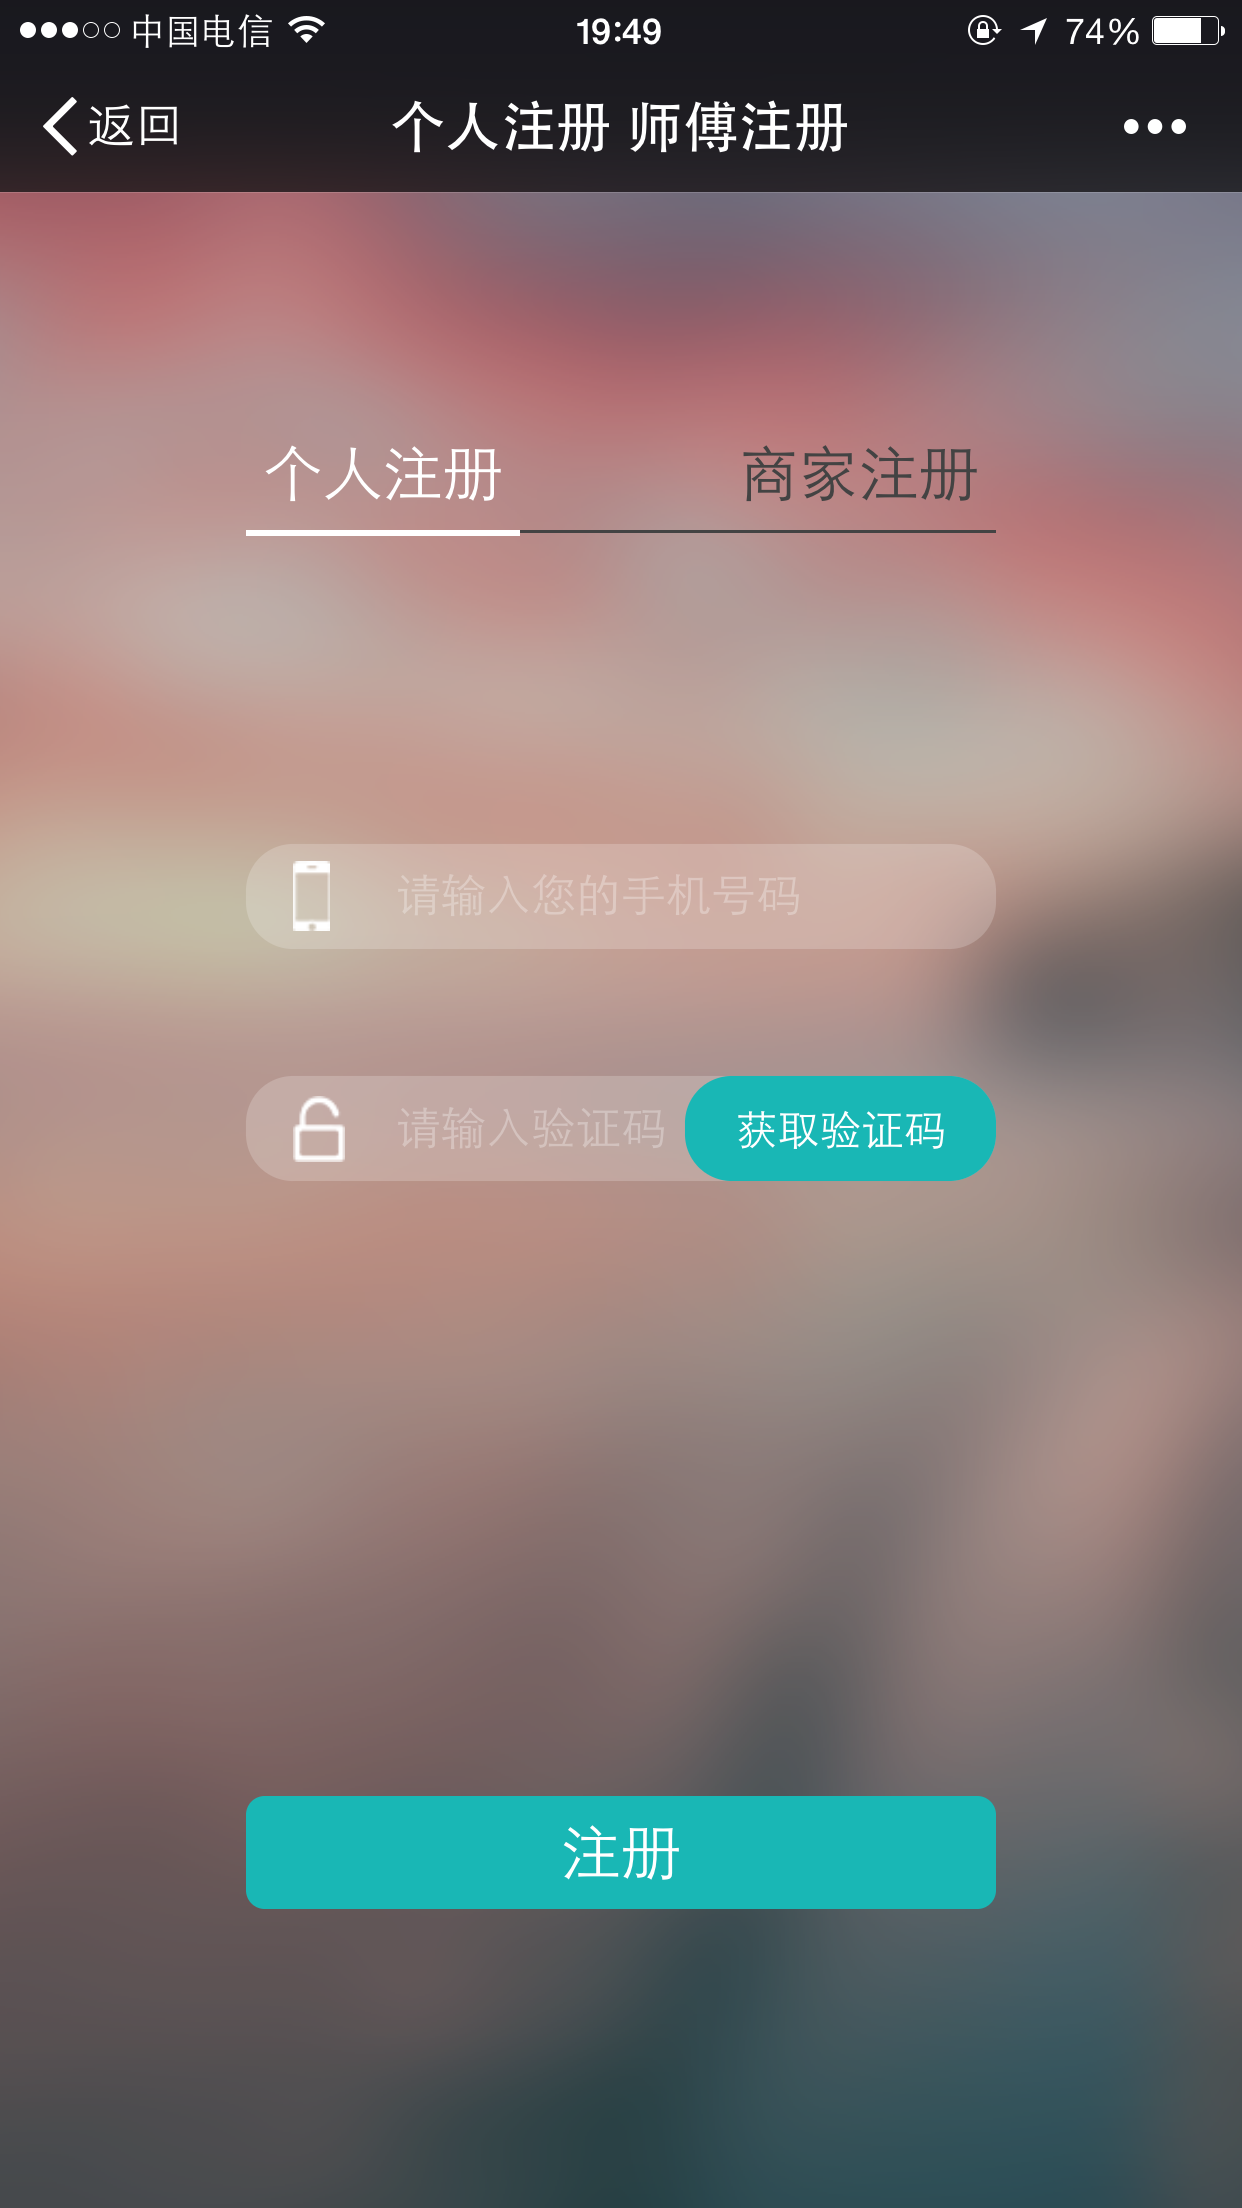 中国电信 19:49 74%
返回 个人注册 师傅注册
个人注册 商家注册
请输入您的手机号码
请输入验证码 获取验证码
注册